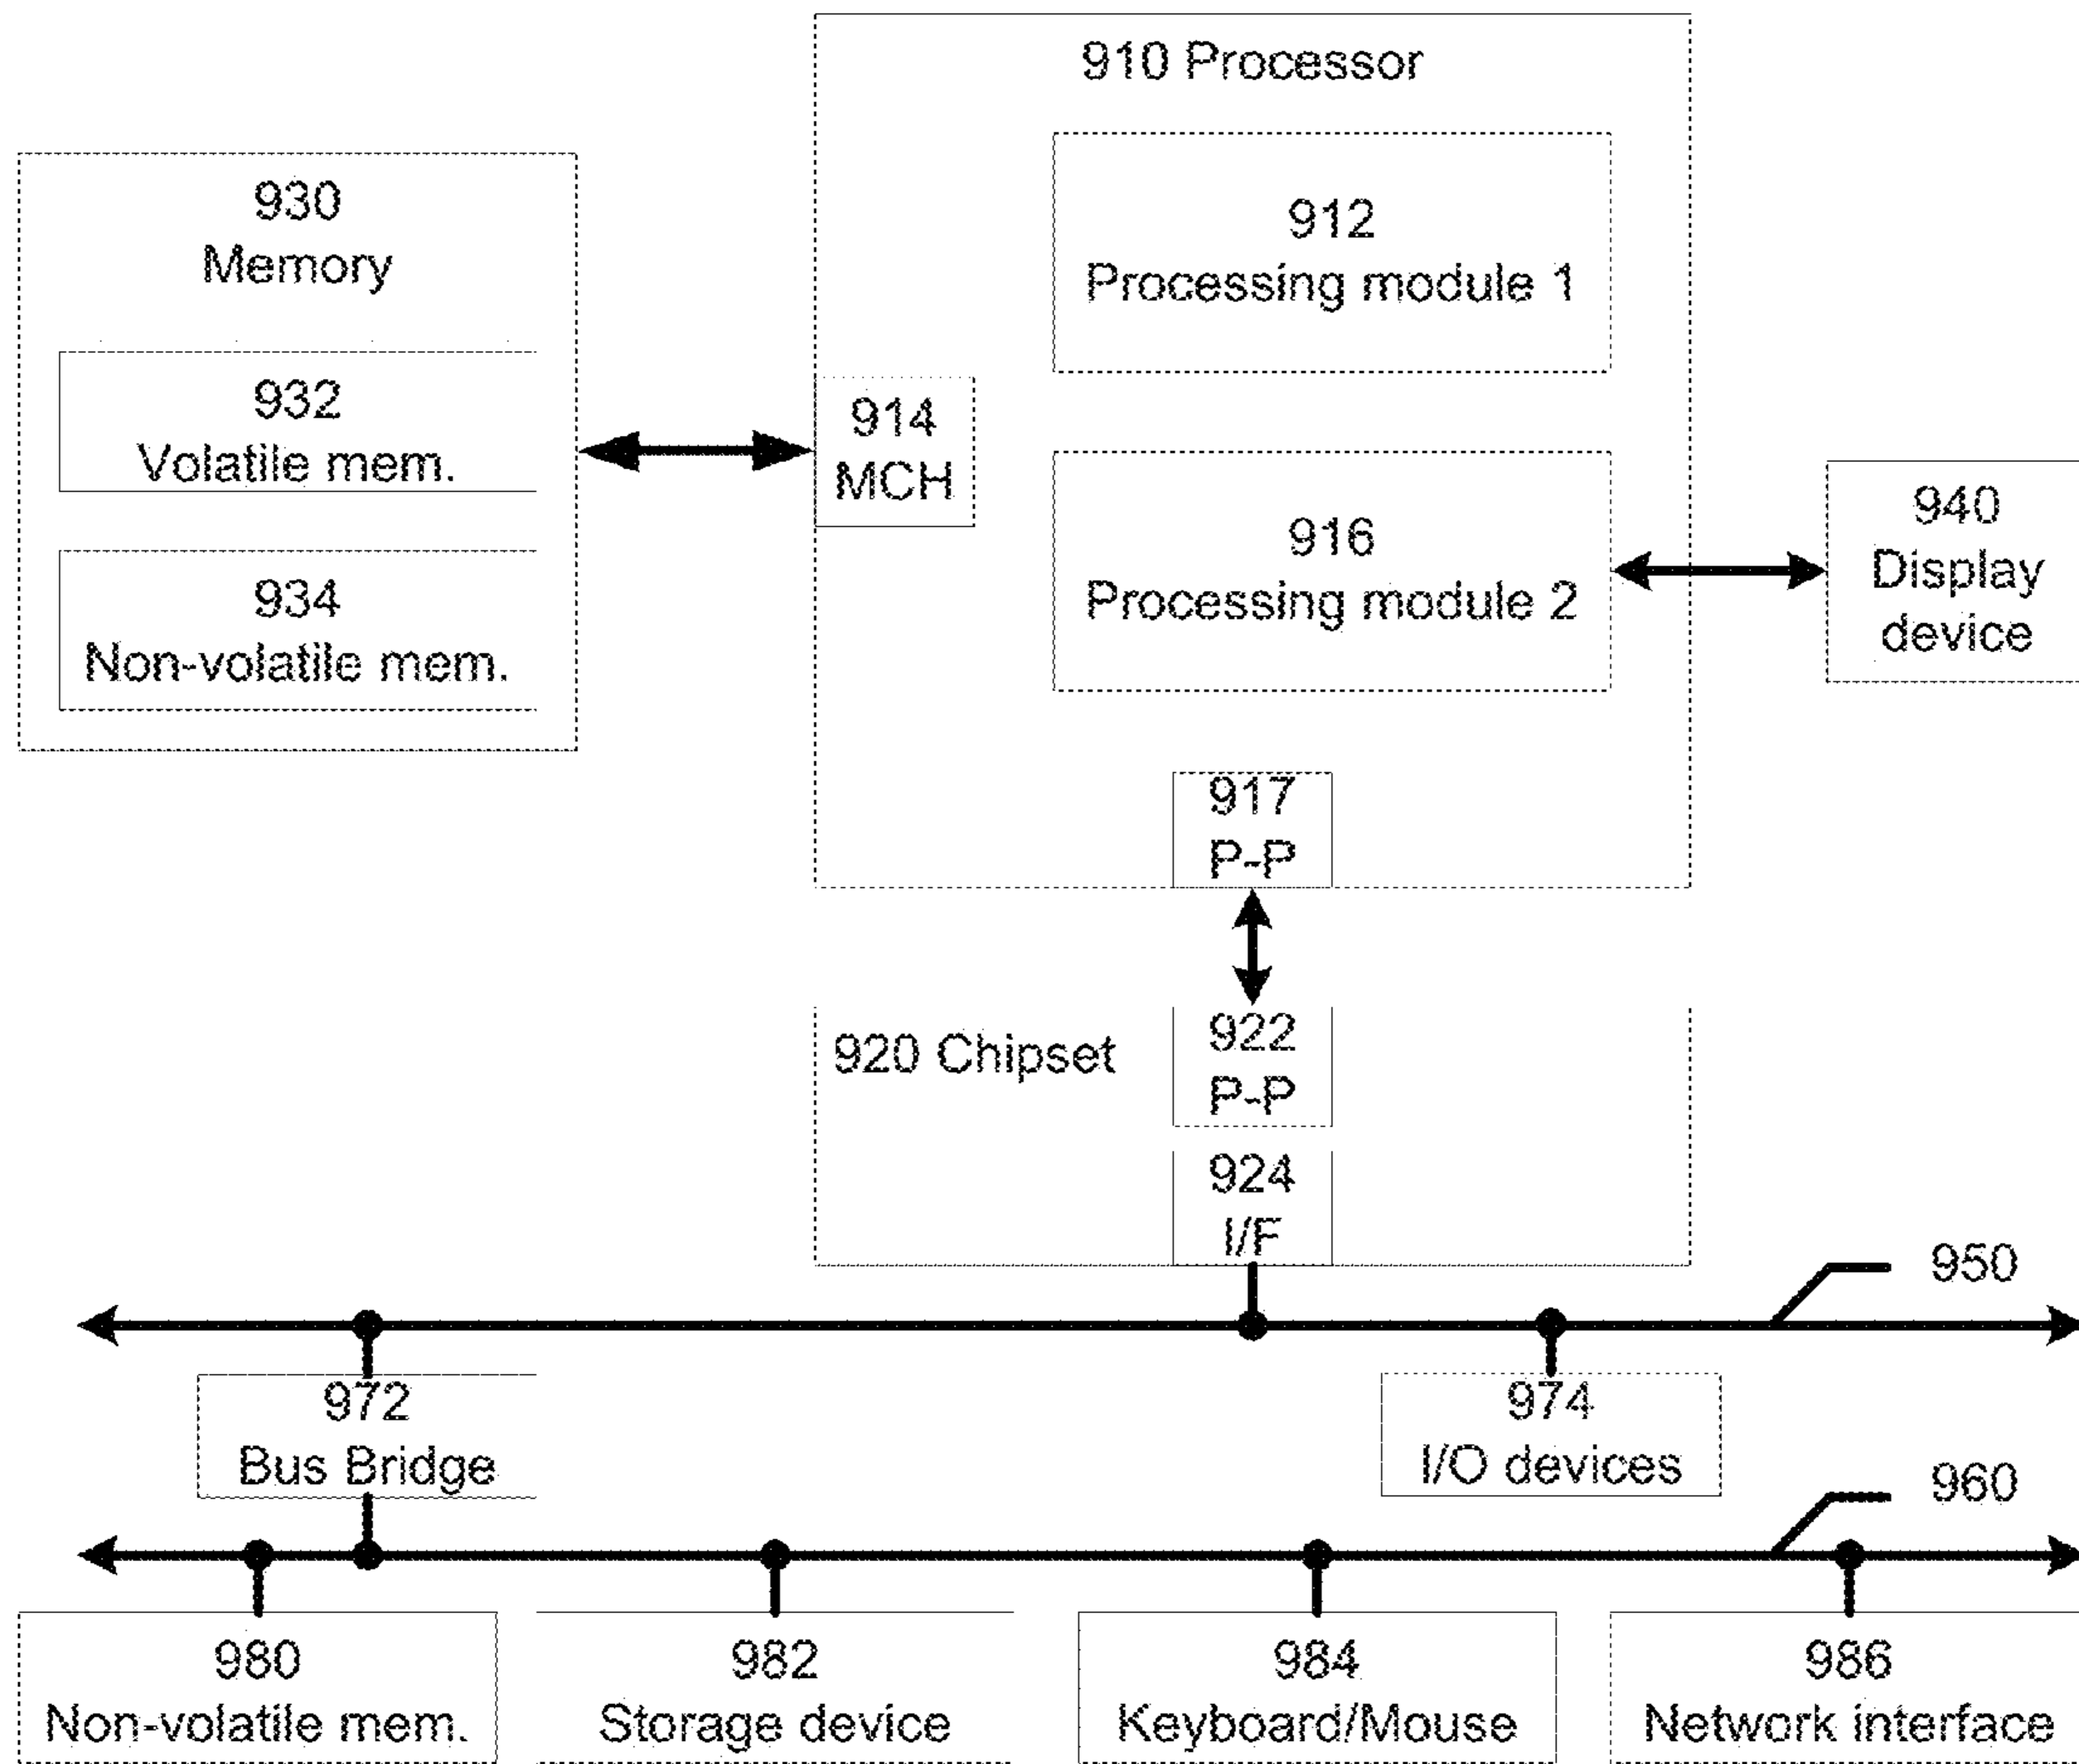 910 Processor
930
Memory
912
Processing module 1
932
Volatile mem.
914
MCH
916
Processing module 2
940
Display
device
934
Non-volatile mem.
917
P-P
920 Chipset
922
P-P
924
I/F
950
972
Bus Bridge
974
I/O devices
960
980
Non-volatile mem.
982
Storage device
984
Keyboard/Mouse
986
Network interface